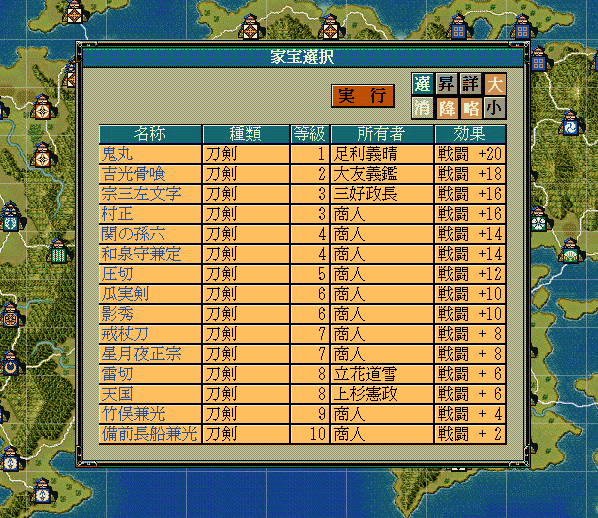 家宝選択
実 行
選 昇 詳 大
消 降 略 小
名称 種類 等級 所有者 効果
鬼丸 刀剣 1 足利義晴 戦闘 +20
吉光骨喰 刀剣 2 大友義鑑 戦闘 +18
宗三左文字 刀剣 3 三好政長 戦闘 +16
村正 刀剣 3 商人 戦闘 +16
関の孫六 刀剣 4 商人 戦闘 +14
和泉守兼定 刀剣 4 商人 戦闘 +14
圧切 刀剣 5 商人 戦闘 +12
瓜実剣 刀剣 6 商人 戦闘 +10
影秀 刀剣 6 商人 戦闘 +10
戒杖刀 刀剣 7 商人 戦闘 + 8
星月夜正宗 刀剣 7 商人 戦闘 + 8
雷切 刀剣 8 立花道雪 戦闘 + 6
天国 刀剣 8 上杉憲政 戦闘 + 6
竹俣兼光 刀剣 9 商人 戦闘 + 4
備前長船兼光 刀剣 10 商人 戦闘 + 2